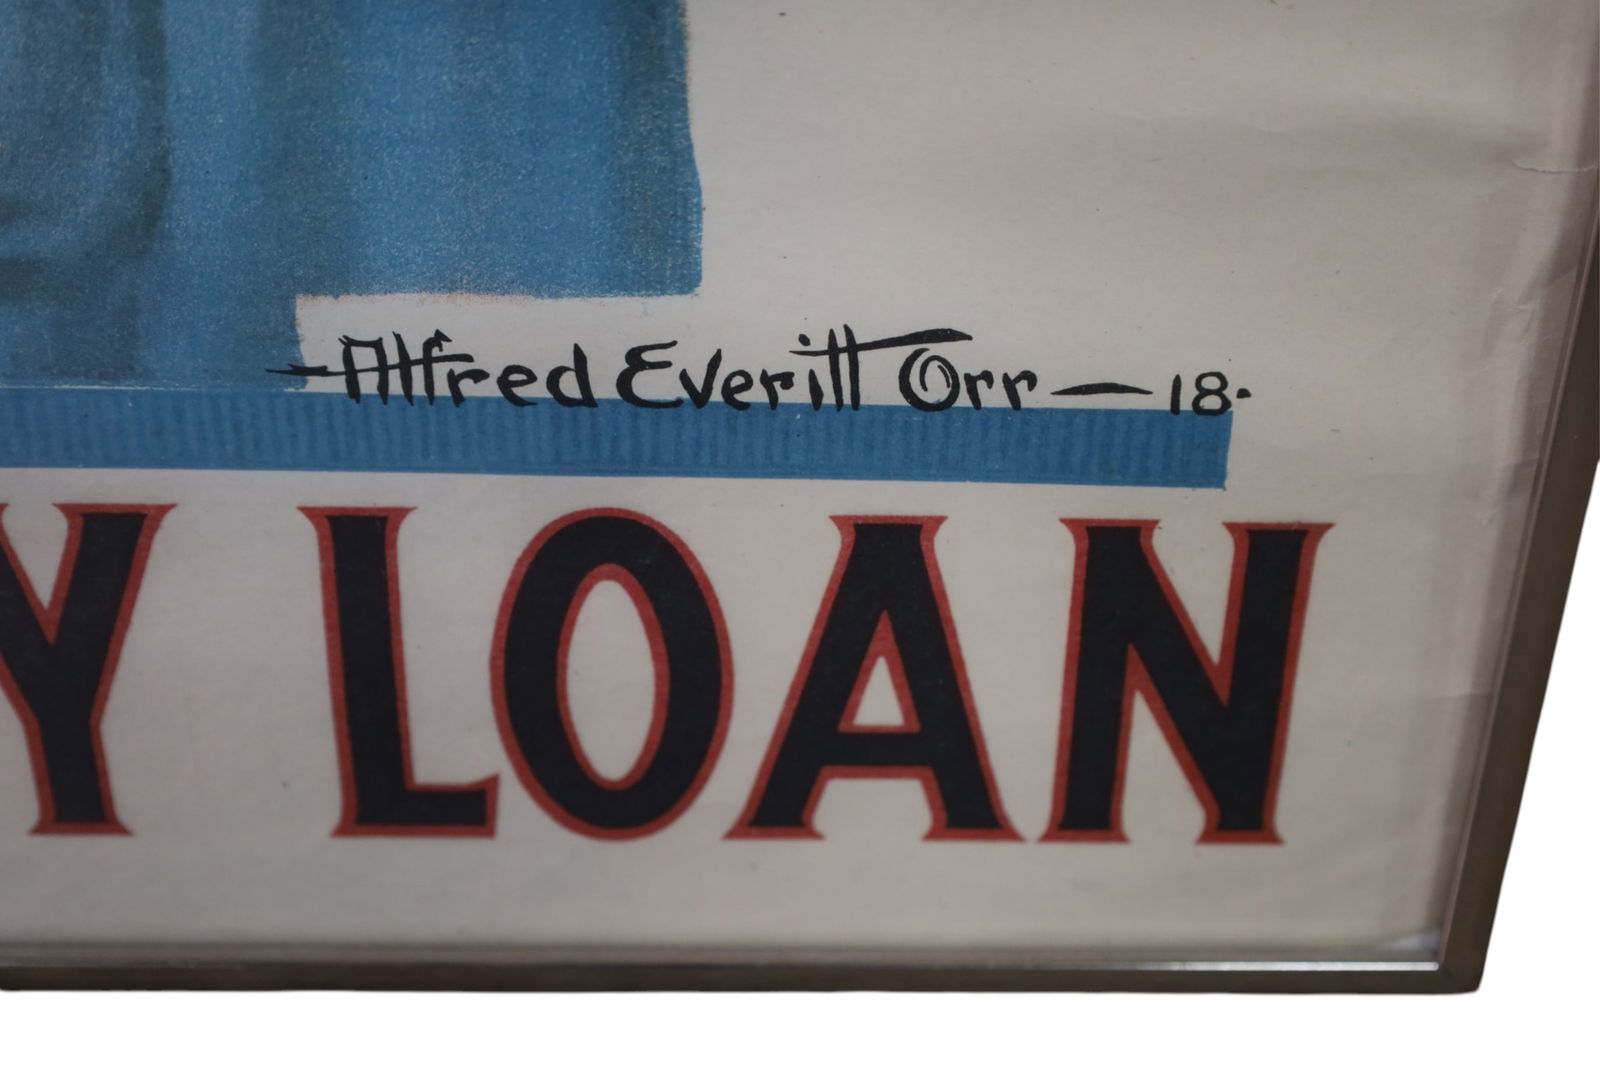 Alfred Everitt Orr — 18.
Y LOAN